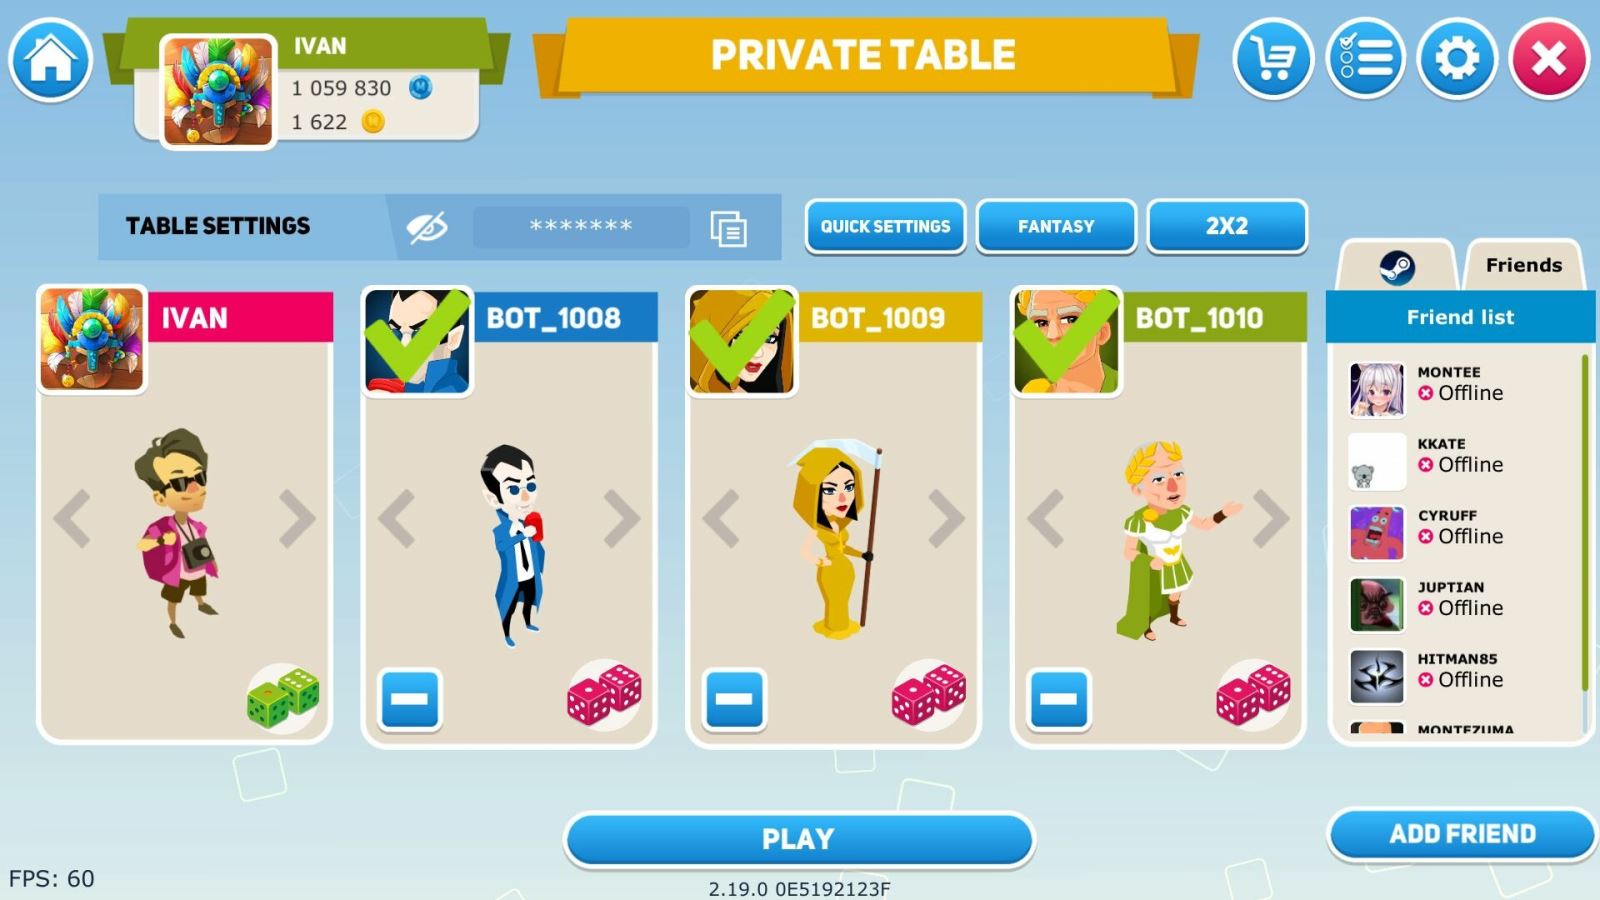 IVAN
1 059 830
1 622
PRIVATE TABLE
TABLE SETTINGS
*******
QUICK SETTINGS
FANTASY
2X2
IVAN
BOT_1008
BOT_1009
BOT_1010
Friends
Friend list
MONTEE
Offline
KKATE
Offline
CYRUFF
Offline
JUPTIAN
Offline
HITMAN85
Offline
MONTEZUMA
PLAY
ADD FRIEND
FPS: 60
2.19.0 0E5192123F